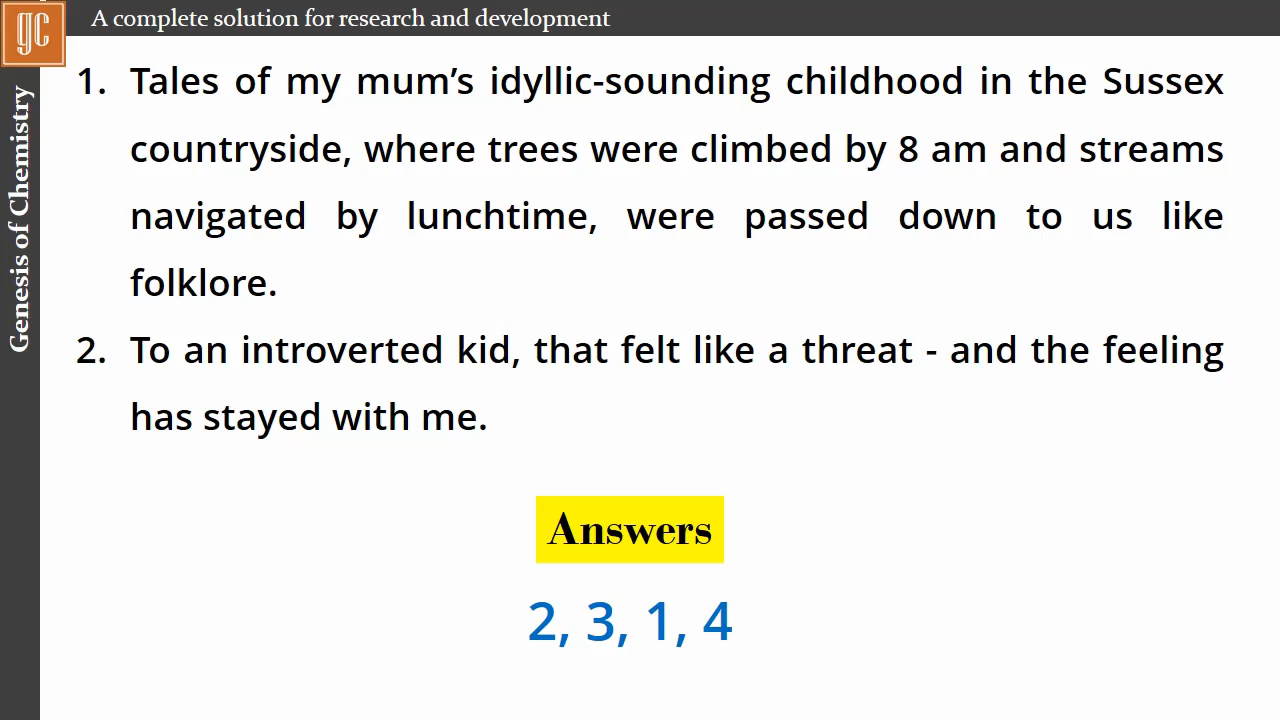 A complete solution for research and development
gc
Genesis of Chemistry
1. Tales of my mum's idyllic-sounding childhood in the Sussex
countryside, where trees were climbed by 8 am and streams
navigated by lunchtime, were passed down to us like
folklore.
2. To an introverted kid, that felt like a threat - and the feeling
has stayed with me.
Answers
2, 3, 1, 4